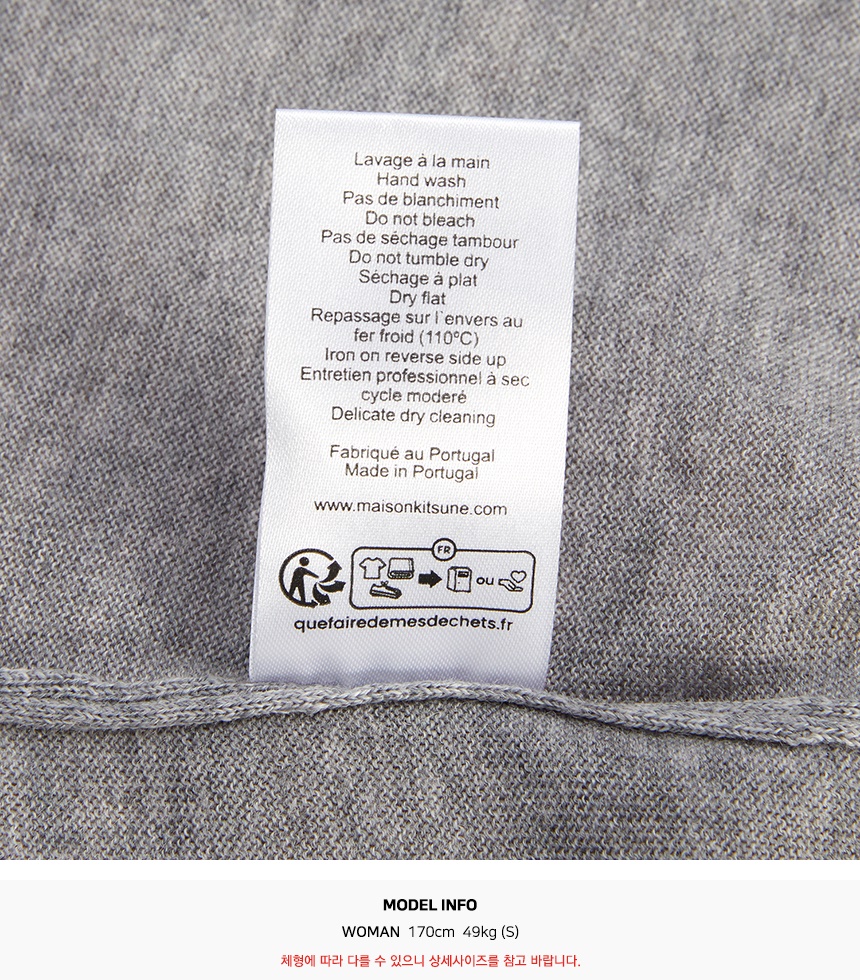 Lavage à la main
Hand wash
Pas de blanchiment
Do not bleach
Pas de séchage tambour
Do not tumble dry
Séchage à plat
Dry flat
Repassage sur l`envers au
fer froid (110ºC)
Iron on reverse side up
Entretien professionnel à sec
cycle moderé
Delicate dry cleaning
Fabriqué au Portugal
Made in Portugal
www.maisonkitsune.com
FR
ou
quefairedemesdechets.fr
MODEL INFO
WOMAN 170cm 49kg (S)
체형에 따라 다를 수 있으니 상세사이즈를 참고 바랍니다.